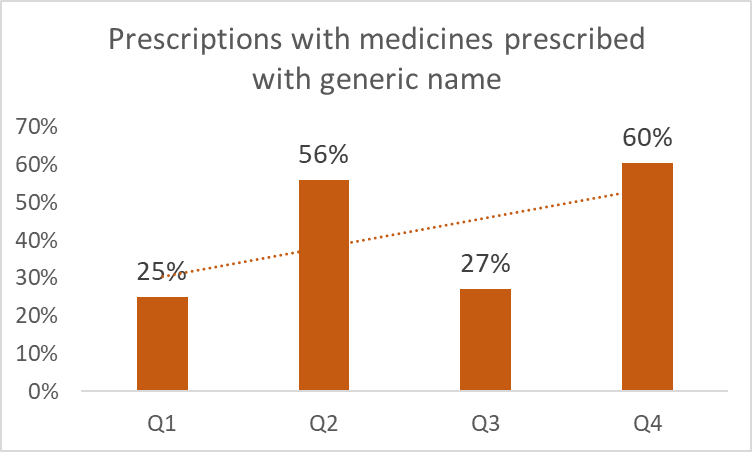 Prescriptions with medicines prescribed
with generic name
70%
60%
50%
40%
30%
20%
10%
0%
25%
56%
27%
60%
Q1
Q2
Q3
Q4